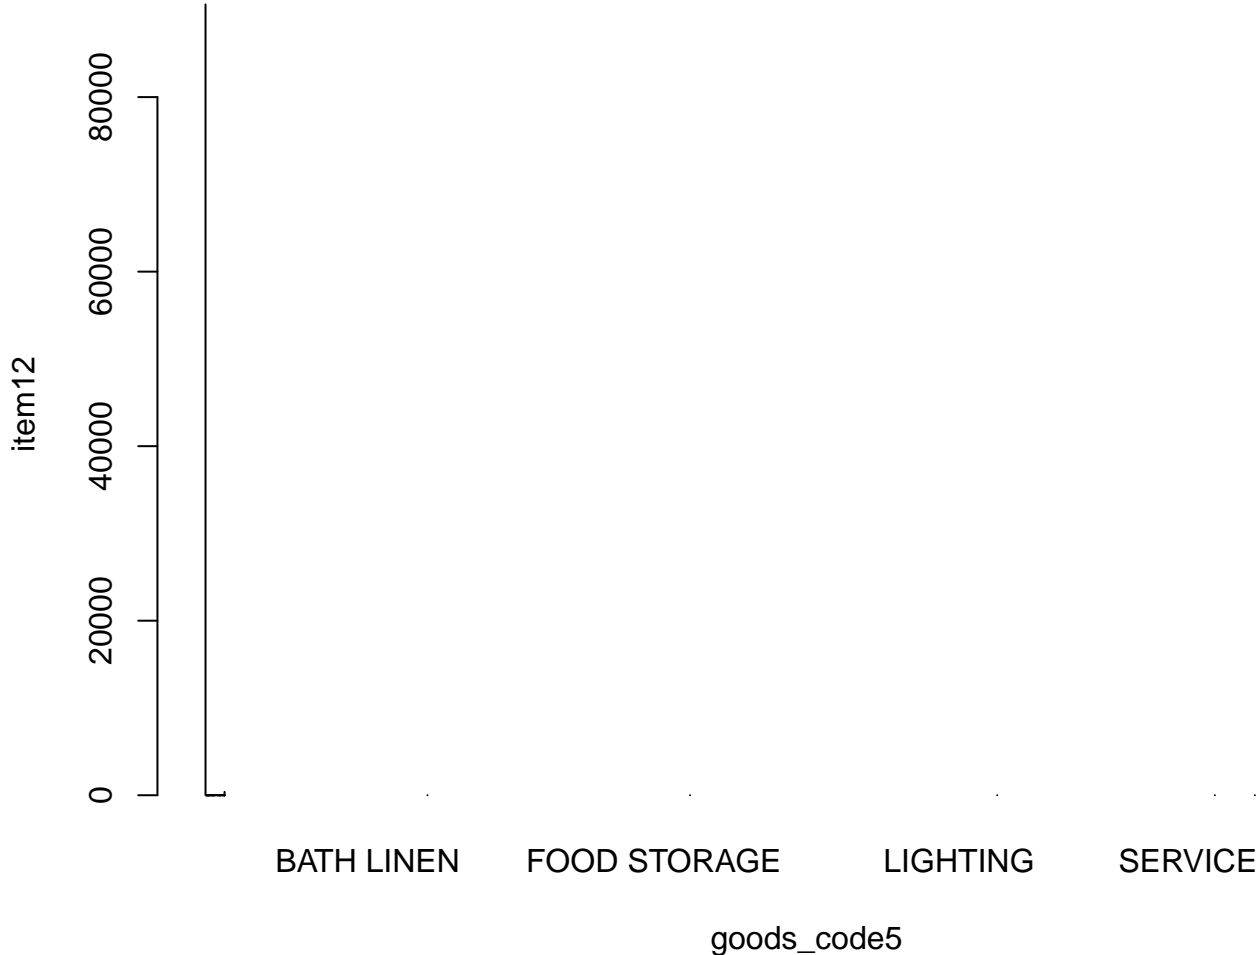 item12
80000
60000
40000
20000
0
BATH LINEN FOOD STORAGE LIGHTING SERVICE
goods_code5